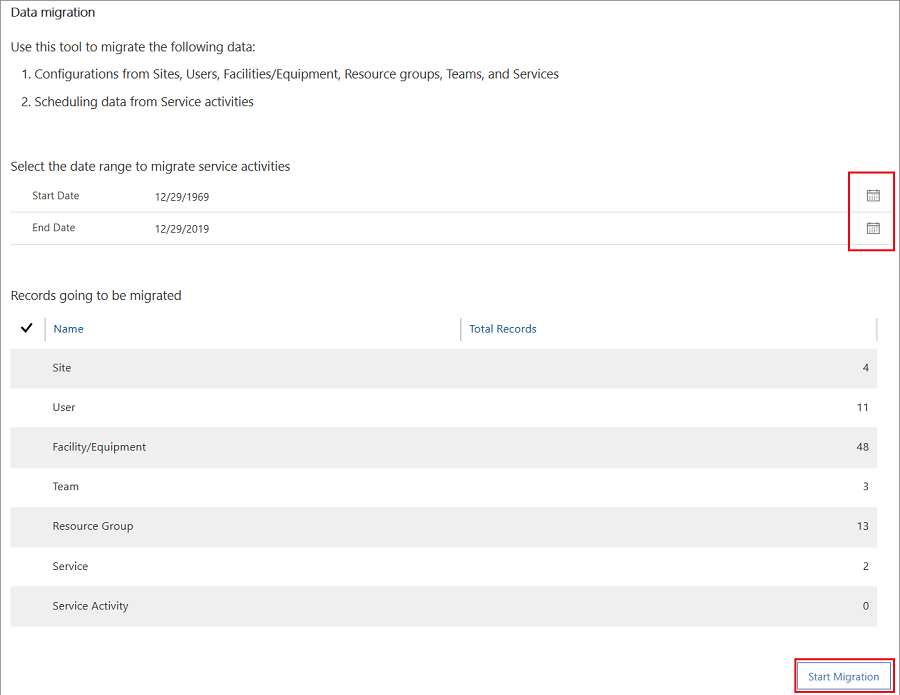 Data migration
Use this tool to migrate the following data:
1. Configurations from Sites, Users, Facilities/Equipment, Resource groups, Teams, and Services
2. Scheduling data from Service activities
Select the date range to migrate service activities
Start Date 12/29/1969
End Date 12/29/2019
Records going to be migrated
Name Total Records
Site 4
User 11
Facility/Equipment 48
Team 3
Resource Group 13
Service 2
Service Activity 0
Start Migration